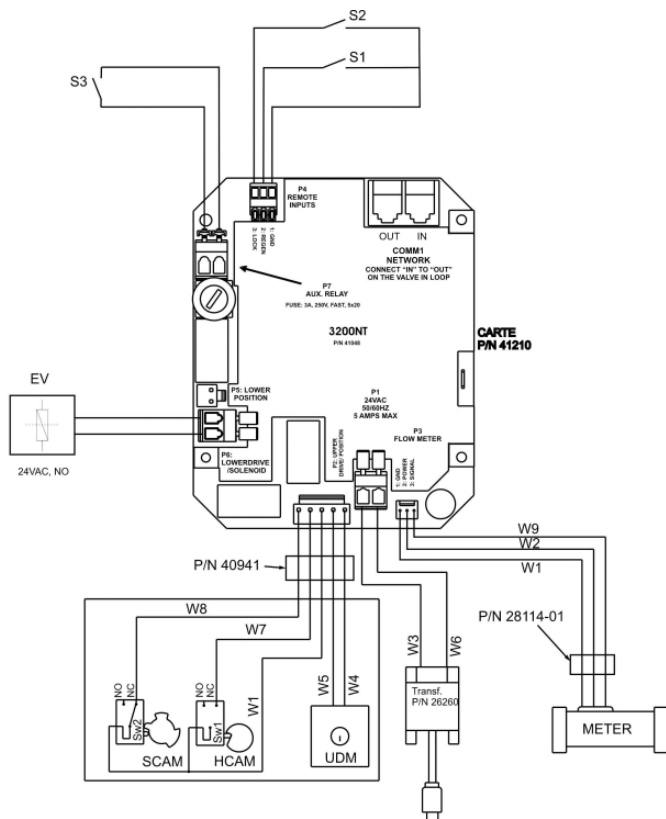 S2
S1
S3
P4
REMOTE
INPUTS
3: LOCK
2: REGEN
1: GND
OUT IN
COMM1
NETWORK
CONNECT “IN” TO “OUT”
ON THE VALVE IN LOOP
P7
AUX. RELAY
FUSE: 3A, 250V, FAST, 5x20
3200NT
P/N 41048
CARTE
P/N 41210
EV
24VAC, NO
P5: LOWER
POSITION
P6:
LOWERDRIVE
/SOLENOID
P2: UPPER
DRIVE/ POSITION
P1
24VAC
50/60HZ
5 AMPS MAX
P3
FLOW METER
1: GND
2: POWER
3: SIGNAL
W9
W2
W1
P/N 40941
P/N 28114-01
W8
W7
W1
W5
W4
W3
W6
NO
NC
NO
NC
Sw2
Sw1
SCAM
HCAM
UDM
Transf.
P/N 26260
METER